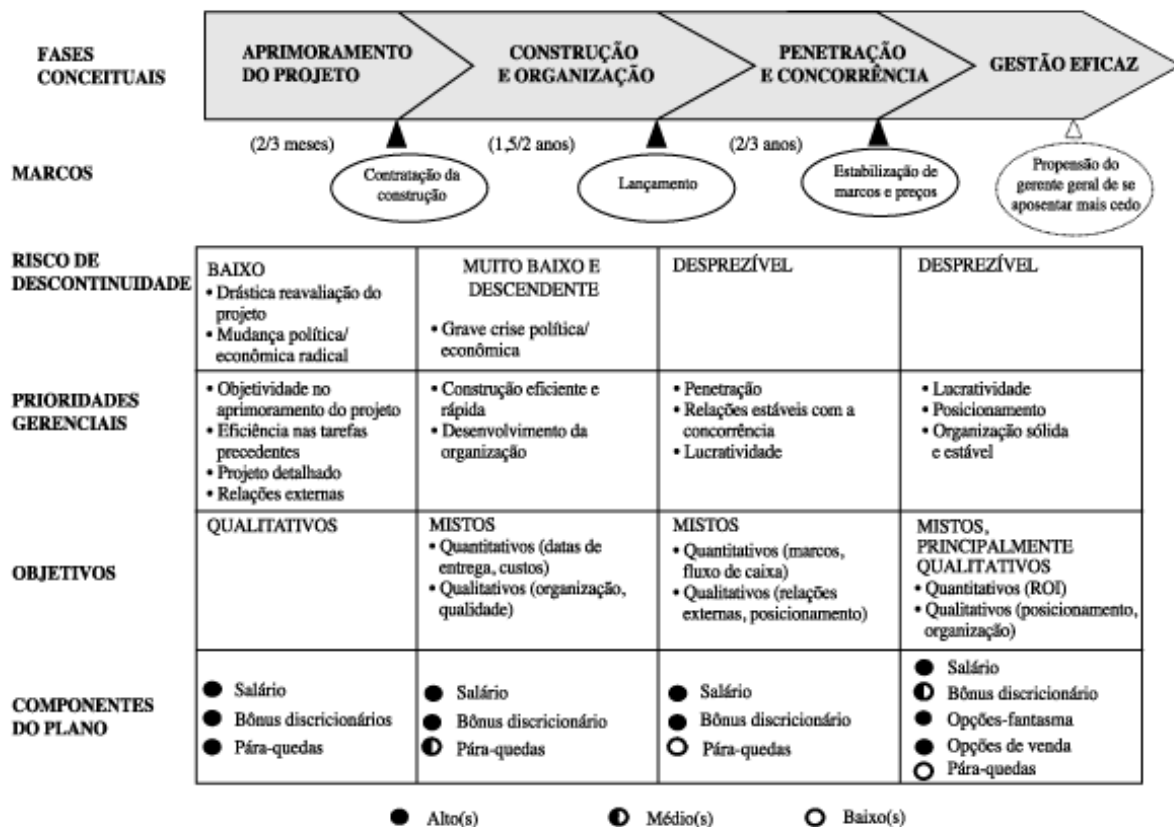 FASES
CONCEITUAIS
APRIMORAMENTO
DO PROJETO
CONSTRUÇÃO
E ORGANIZAÇÃO
PENETRAÇÃO
E CONCORRÊNCIA
GESTÃO EFICAZ
(2/3 meses)
(1,5/2 anos)
(2/3 anos)
MARCOS
Contratação da
construção
Lançamento
Estabilização de
marcos e preços
Propensão do
gerente geral de se
aposentar mais cedo
RISCO DE
DESCONTINUIDADE
BAIXO
• Drástica reavaliação do
projeto
• Mudança política/
econômica radical
MUITO BAIXO E
DESCENDENTE
• Grave crise política/
econômica
DESPREZÍVEL
DESPREZÍVEL
PRIORIDADES
GERENCIAIS
• Objetividade no
aprimoramento do projeto
• Eficiência nas tarefas
precedentes
• Projeto detalhado
• Relações externas
• Construção eficiente e
rápida
• Desenvolvimento da
organização
• Penetração
• Relações estáveis com a
concorrência
• Lucratividade
• Lucratividade
• Posicionamento
• Organização sólida
e estável
OBJETIVOS
QUALITATIVOS
MISTOS
• Quantitativos (datas de
entrega, custos)
• Qualitativos (organização,
qualidade)
MISTOS
• Quantitativos (marcos,
fluxo de caixa)
• Qualitativos (relações
externas, posicionamento)
MISTOS,
PRINCIPALMENTE
QUALITATIVOS
• Quantitativos (ROI)
• Qualitativos (posicionamento,
organização)
COMPONENTES
DO PLANO
Salário
Bônus discricionários
Pára-quedas
Salário
Bônus discricionário
Pára-quedas
Salário
Bônus discricionário
Pára-quedas
Salário
Bônus discricionário
Opções-fantasma
Opções de venda
Pára-quedas
Alto(s)
Médio(s)
Baixo(s)